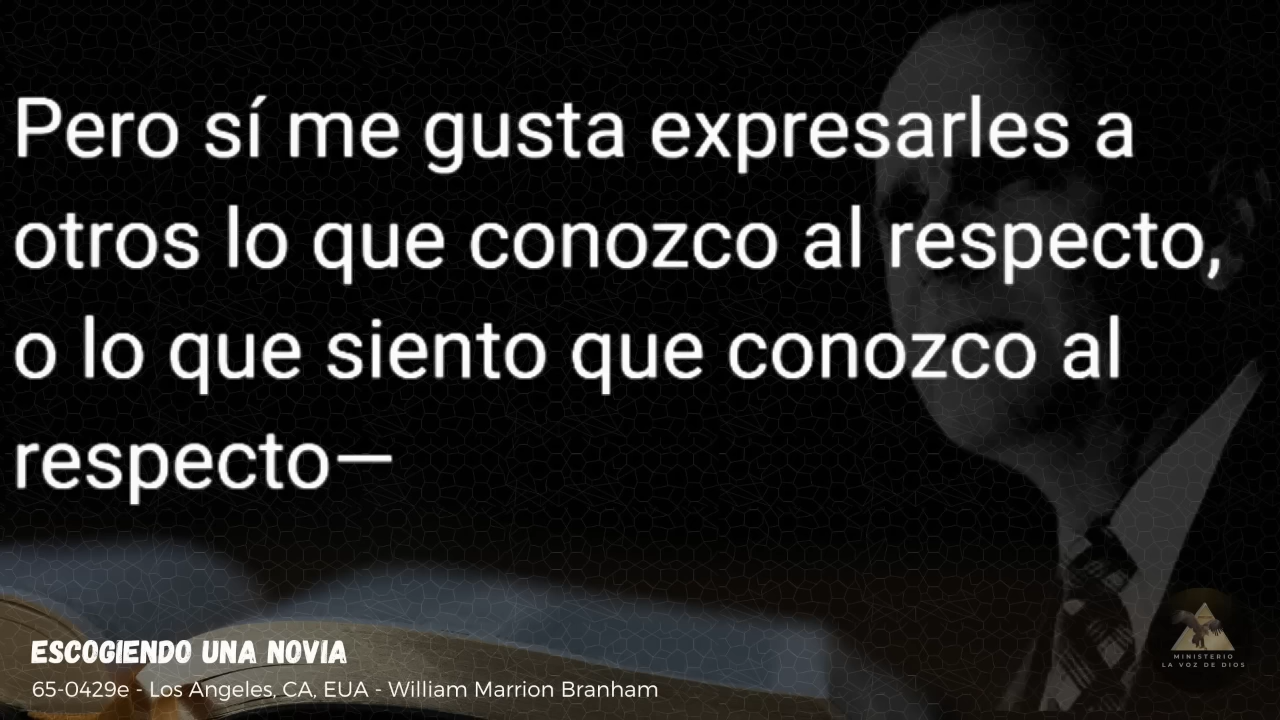 Pero sí me gusta expresarles a
otros lo que conozco al respecto,
o lo que siento que conozco al
respecto—
ESCOGIENDO UNA NOVIA
65-0429e - Los Angeles, CA, EUA - William Marrion Branham
MINISTERIO
LA VOZ DE DIOS